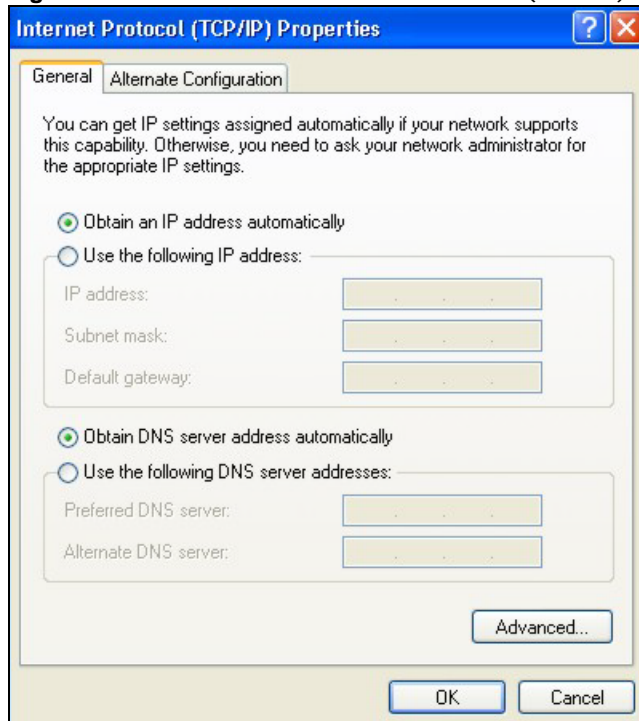 Internet Protocol (TCP/IP) Properties
General
Alternate Configuration
You can get IP settings assigned automatically if your network supports
this capability. Otherwise, you need to ask your network administrator for
the appropriate IP settings.
Obtain an IP address automatically
Use the following IP address:
IP address:
Subnet mask:
Default gateway:
Obtain DNS server address automatically
Use the following DNS server addresses:
Preferred DNS server:
Alternate DNS server:
Advanced...
OK
Cancel